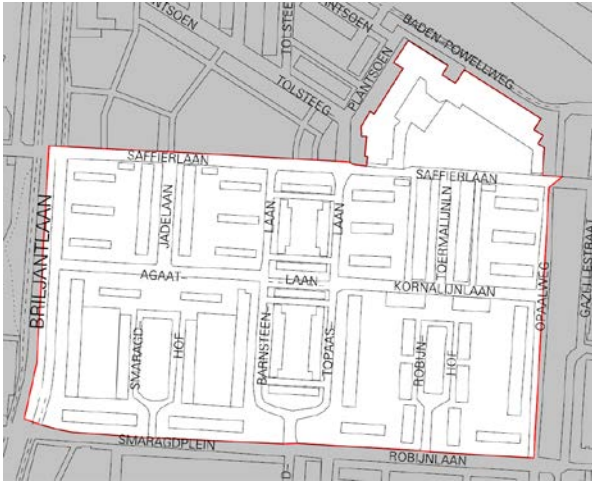 PLANTSOEN
TOLSTEEG
PLANTSOEN
BADEN-POWELLWEG
TOLSTEEG
PLANTSOEN
SAFFIERLAAN
SAFFIERLAAN
BRILJANTLAAN
JADELAAN
LAAN
LAAN
TOERMALIJNLN
OPAALWEG
GAZELLESTRAAT
AGAAT-
LAAN
KORNALIJNLAAN
SMARAGD
HOF
BARNSTEEN-
TOPAAS-
ROBIJN-
HOF
SMARAGDPLEIN
ROBIJNLAAN
D-